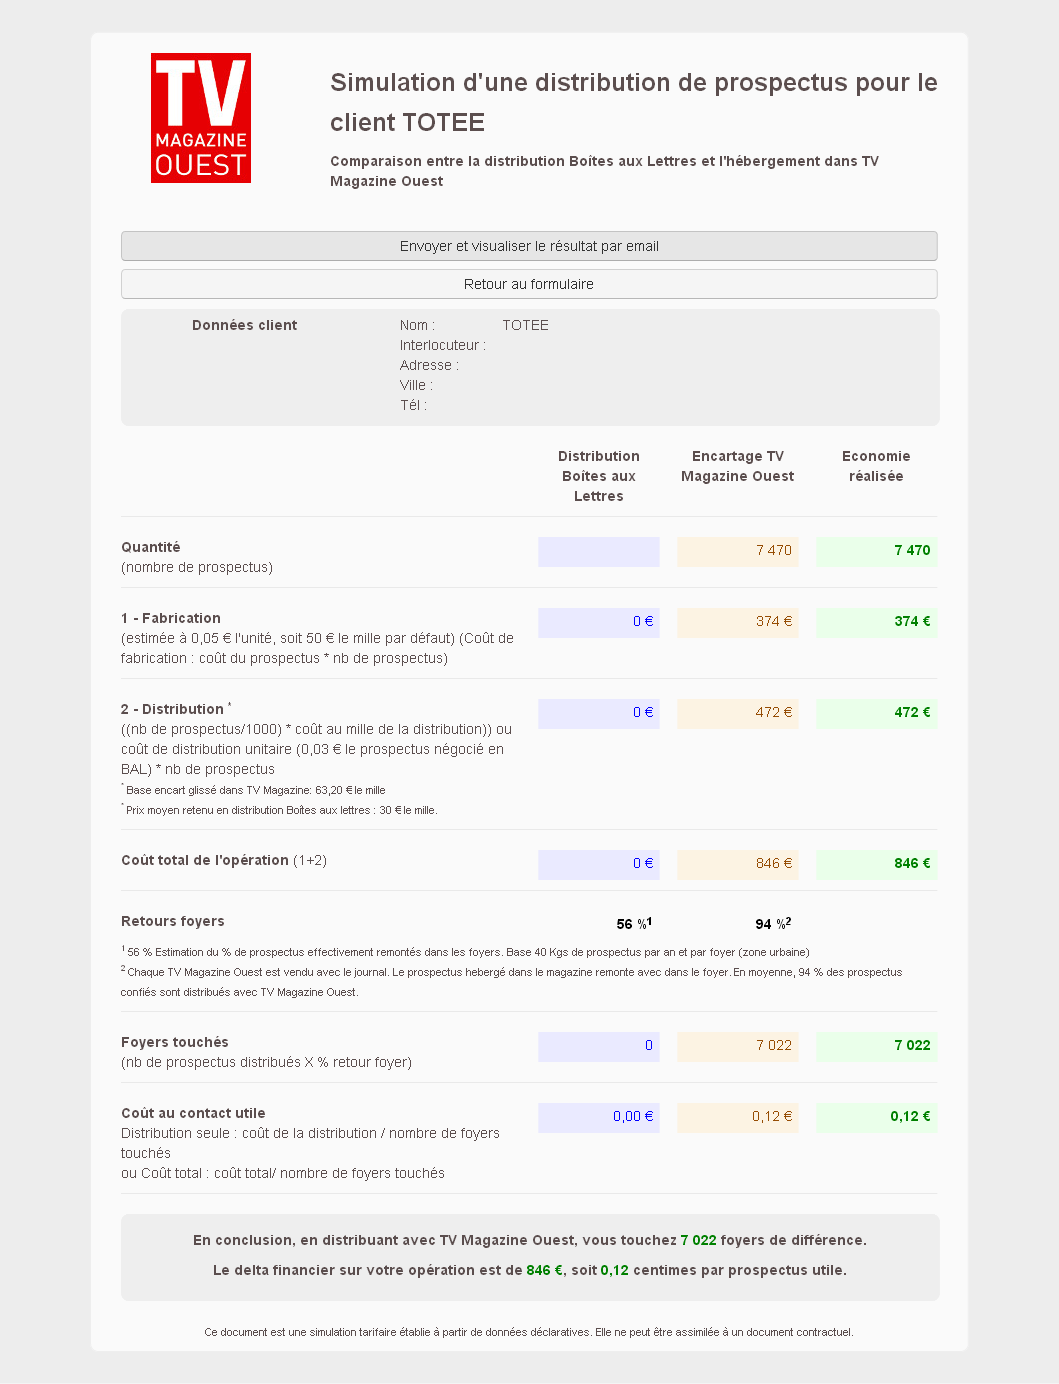 TV
MAGAZINE
OUEST
Simulation d'une distribution de prospectus pour le
client TOTEE
Comparaison entre la distribution Boîtes aux Lettres et l'hébergement dans TV
Magazine Ouest
Envoyer et visualiser le résultat par email
Retour au formulaire
Données client
Nom : TOTEE
Interlocuteur :
Adresse :
Ville :
Tél :
Distribution
Boîtes aux
Lettres
Encartage TV
Magazine Ouest
Economie
réalisée
Quantité
(nombre de prospectus)
7 470
7 470
1 - Fabrication
(estimée à 0,05 € l'unité, soit 50 € le mille par défaut) (Coût de
fabrication : coût du prospectus * nb de prospectus)
0 €
374 €
374 €
2 - Distribution *
((nb de prospectus/1000) * coût au mille de la distribution)) ou
coût de distribution unitaire (0,03 € le prospectus négocié en
BAL) * nb de prospectus
* Base encart glissé dans TV Magazine: 63,20 € le mille
* Prix moyen retenu en distribution Boîtes aux lettres : 30 € le mille.
0 €
472 €
472 €
Coût total de l'opération (1+2)
0 €
846 €
846 €
Retours foyers
56 %1
94 %2
1 56 % Estimation du % de prospectus effectivement remontés dans les foyers. Base 40 Kgs de prospectus par an et par foyer (zone urbaine)
2 Chaque TV Magazine Ouest est vendu avec le journal. Le prospectus hebergé dans le magazine remonte avec dans le foyer. En moyenne, 94 % des prospectus
confiés sont distribués avec TV Magazine Ouest.
Foyers touchés
(nb de prospectus distribués X % retour foyer)
0
7 022
7 022
Coût au contact utile
Distribution seule : coût de la distribution / nombre de foyers
touchés
ou Coût total : coût total/ nombre de foyers touchés
0,00 €
0,12 €
0,12 €
En conclusion, en distribuant avec TV Magazine Ouest, vous touchez 7 022 foyers de différence.
Le delta financier sur votre opération est de 846 €, soit 0,12 centimes par prospectus utile.
Ce document est une simulation tarifaire établie à partir de données déclaratives. Elle ne peut être assimilée à un document contractuel.